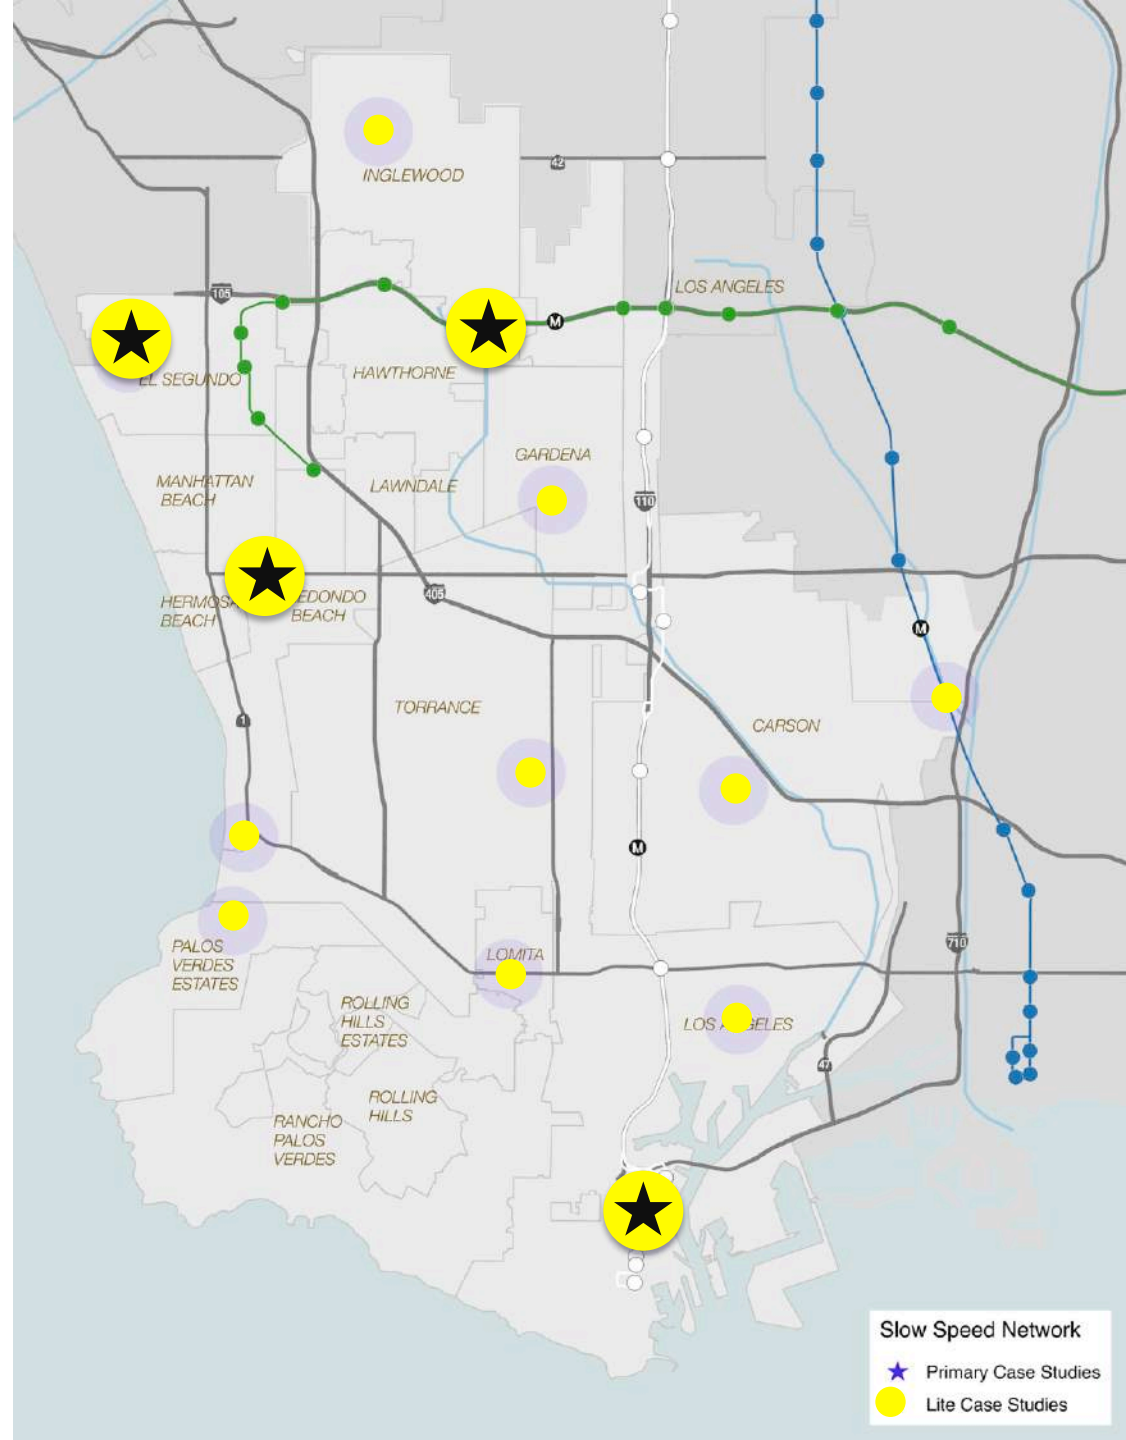 INGLEWOOD
42
105
LOS ANGELES
M
EL SEGUNDO
HAWTHORNE
GARDENA
MANHATTAN
BEACH
LAWNDALE
110
405
HERMOSA
BEACH
EDONDO
BEACH
M
1
TORRANCE
CARSON
M
710
LOMITA
PALOS
VERDES
ESTATES
ROLLING
HILLS
ESTATES
LOS ANGELES
47
ROLLING
HILLS
RANCHO
PALOS
VERDES
Slow Speed Network
Primary Case Studies
Lite Case Studies